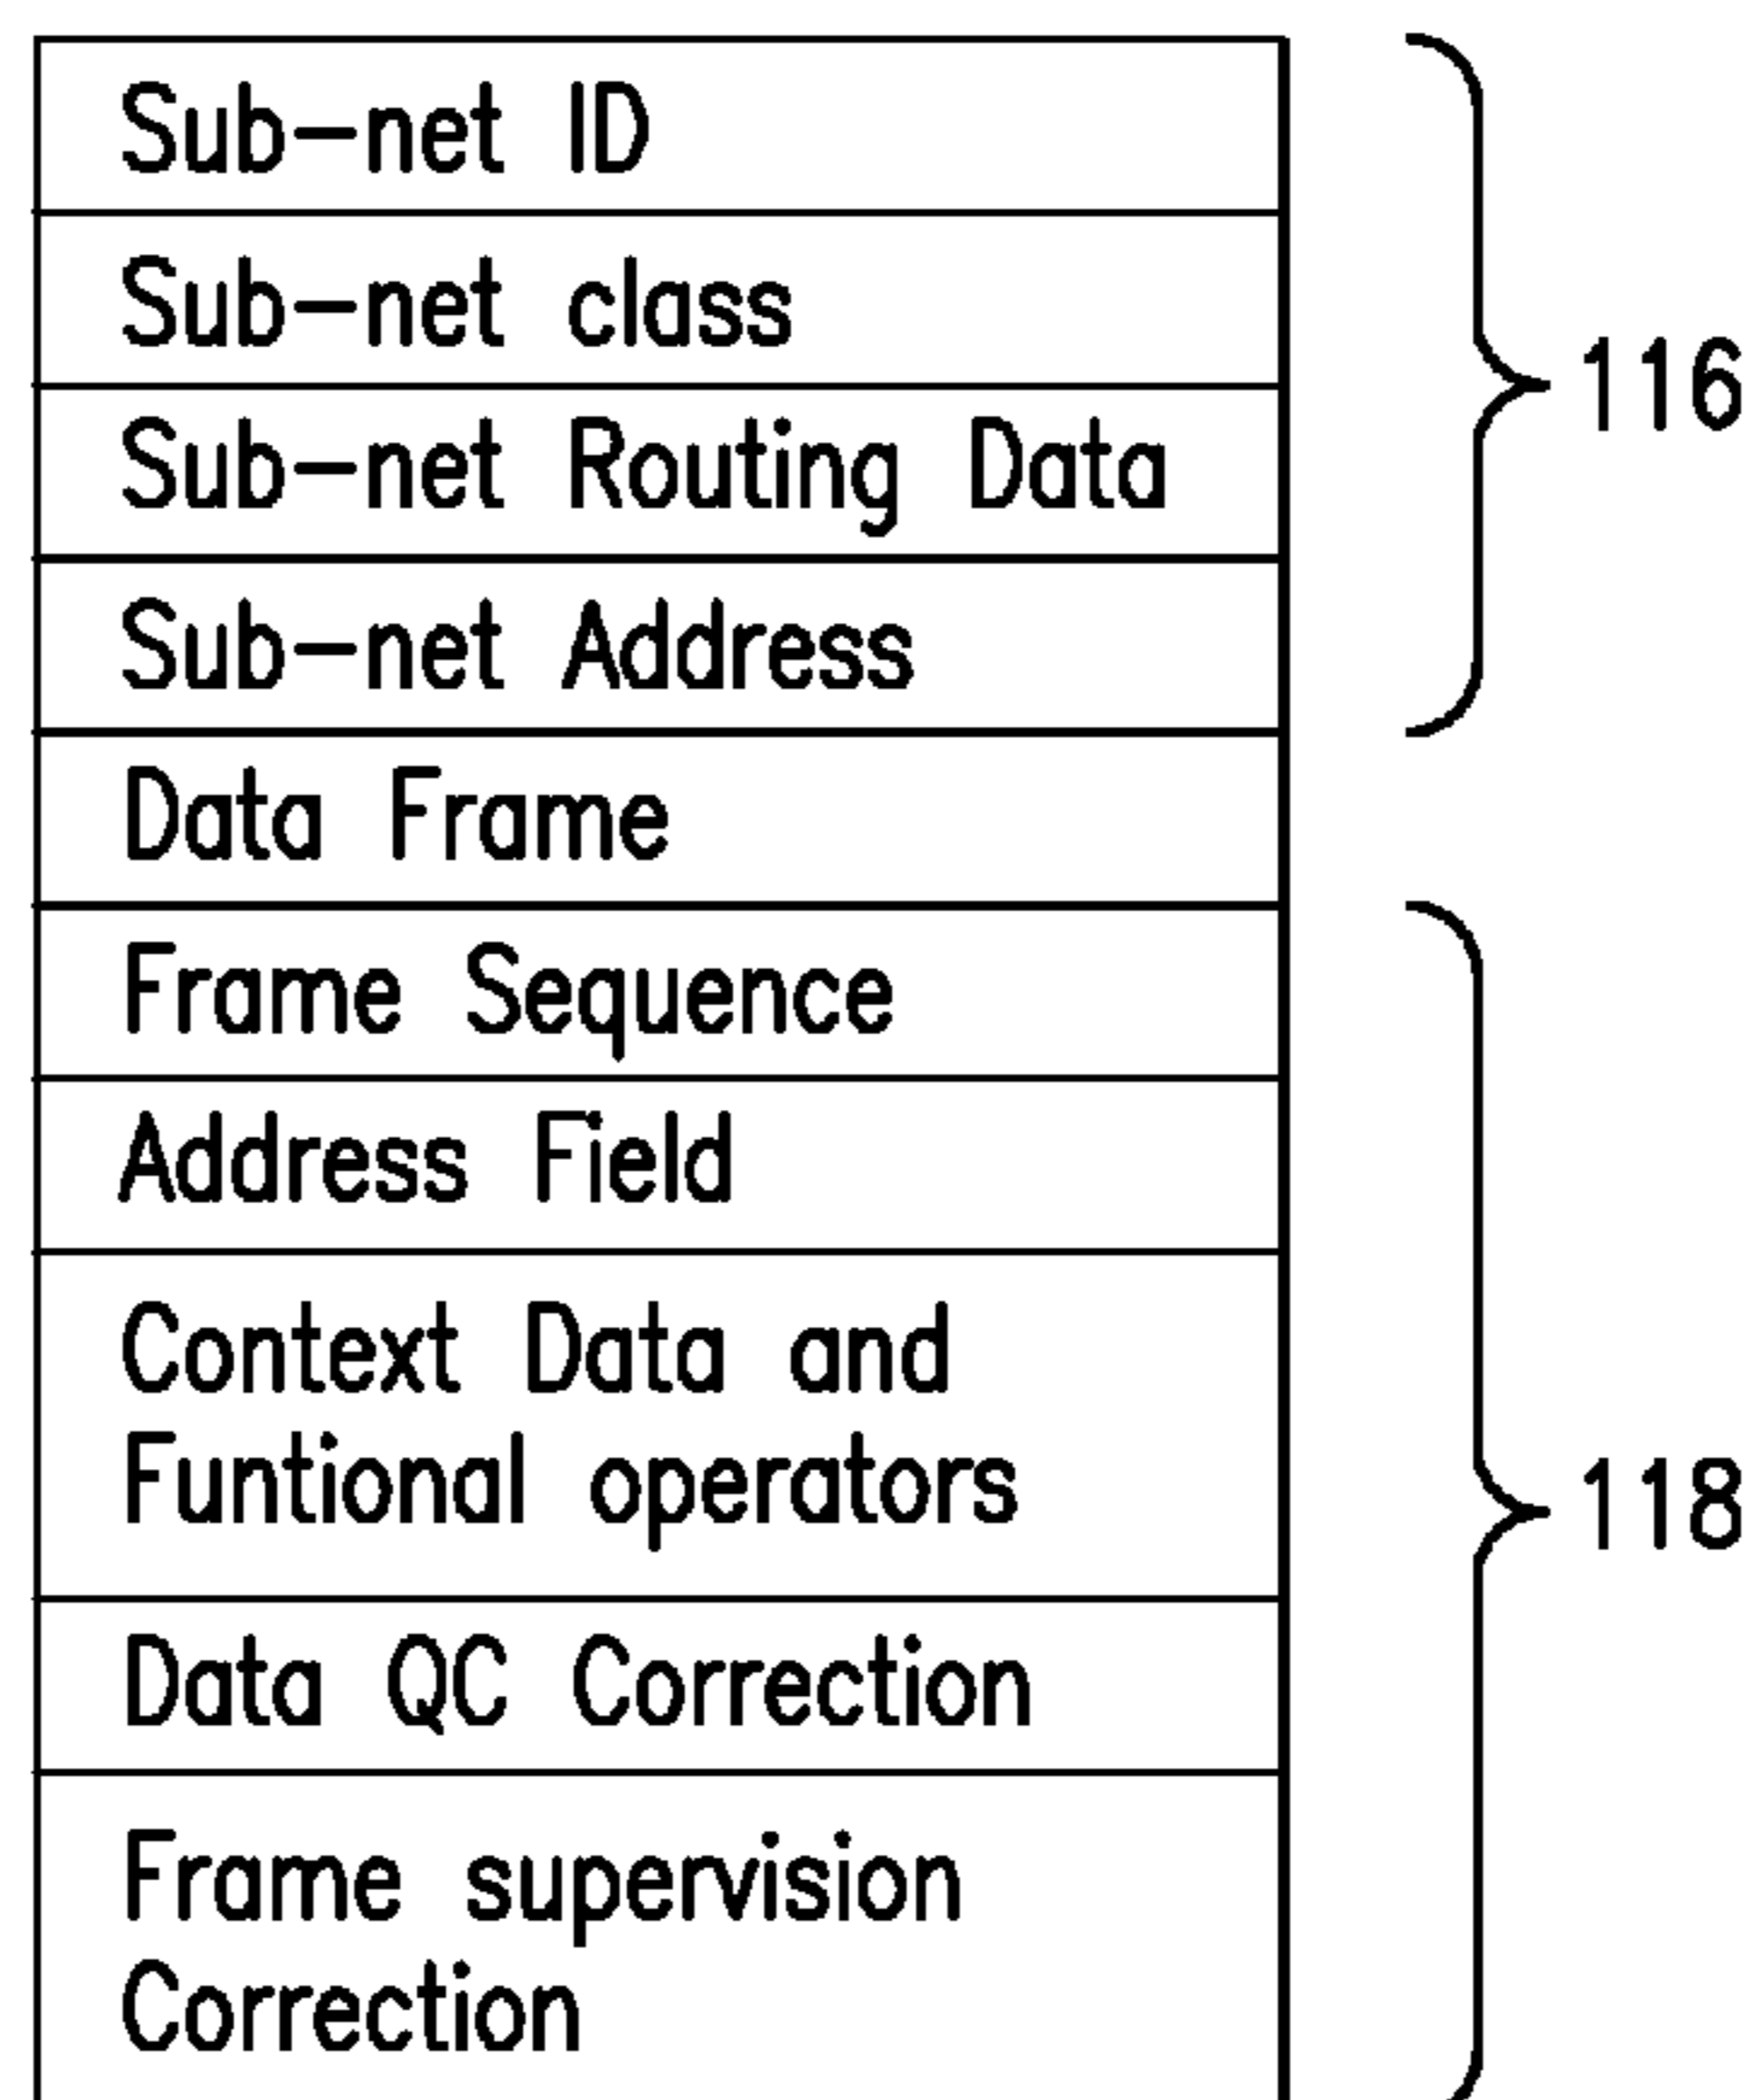 Sub-net ID
Sub-net class
Sub-net Routing Data
Sub-net Address
116
Data Frame
Frame Sequence
Address Field
Context Data and
Funtional operators
Data QC Correction
Frame supervision
Correction
118